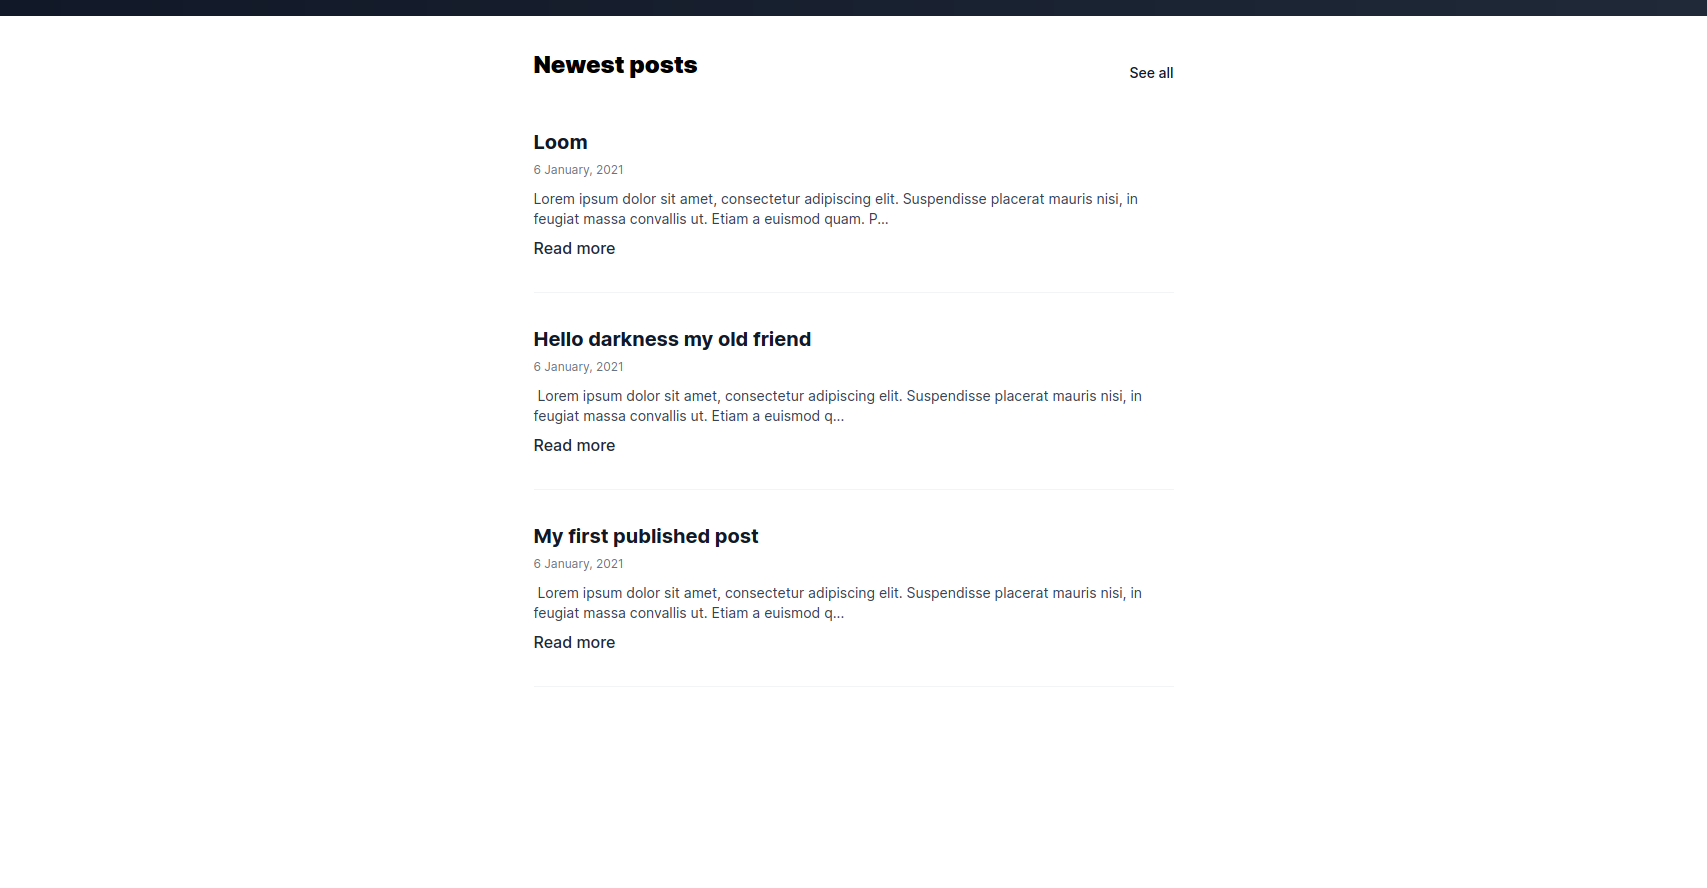 Newest posts
See all
Loom
6 January, 2021
Lorem ipsum dolor sit amet, consectetur adipiscing elit. Suspendisse placerat mauris nisi, in
feugiat massa convallis ut. Etiam a euismod quam. P...
Read more
Hello darkness my old friend
6 January, 2021
Lorem ipsum dolor sit amet, consectetur adipiscing elit. Suspendisse placerat mauris nisi, in
feugiat massa convallis ut. Etiam a euismod q...
Read more
My first published post
6 January, 2021
Lorem ipsum dolor sit amet, consectetur adipiscing elit. Suspendisse placerat mauris nisi, in
feugiat massa convallis ut. Etiam a euismod q...
Read more